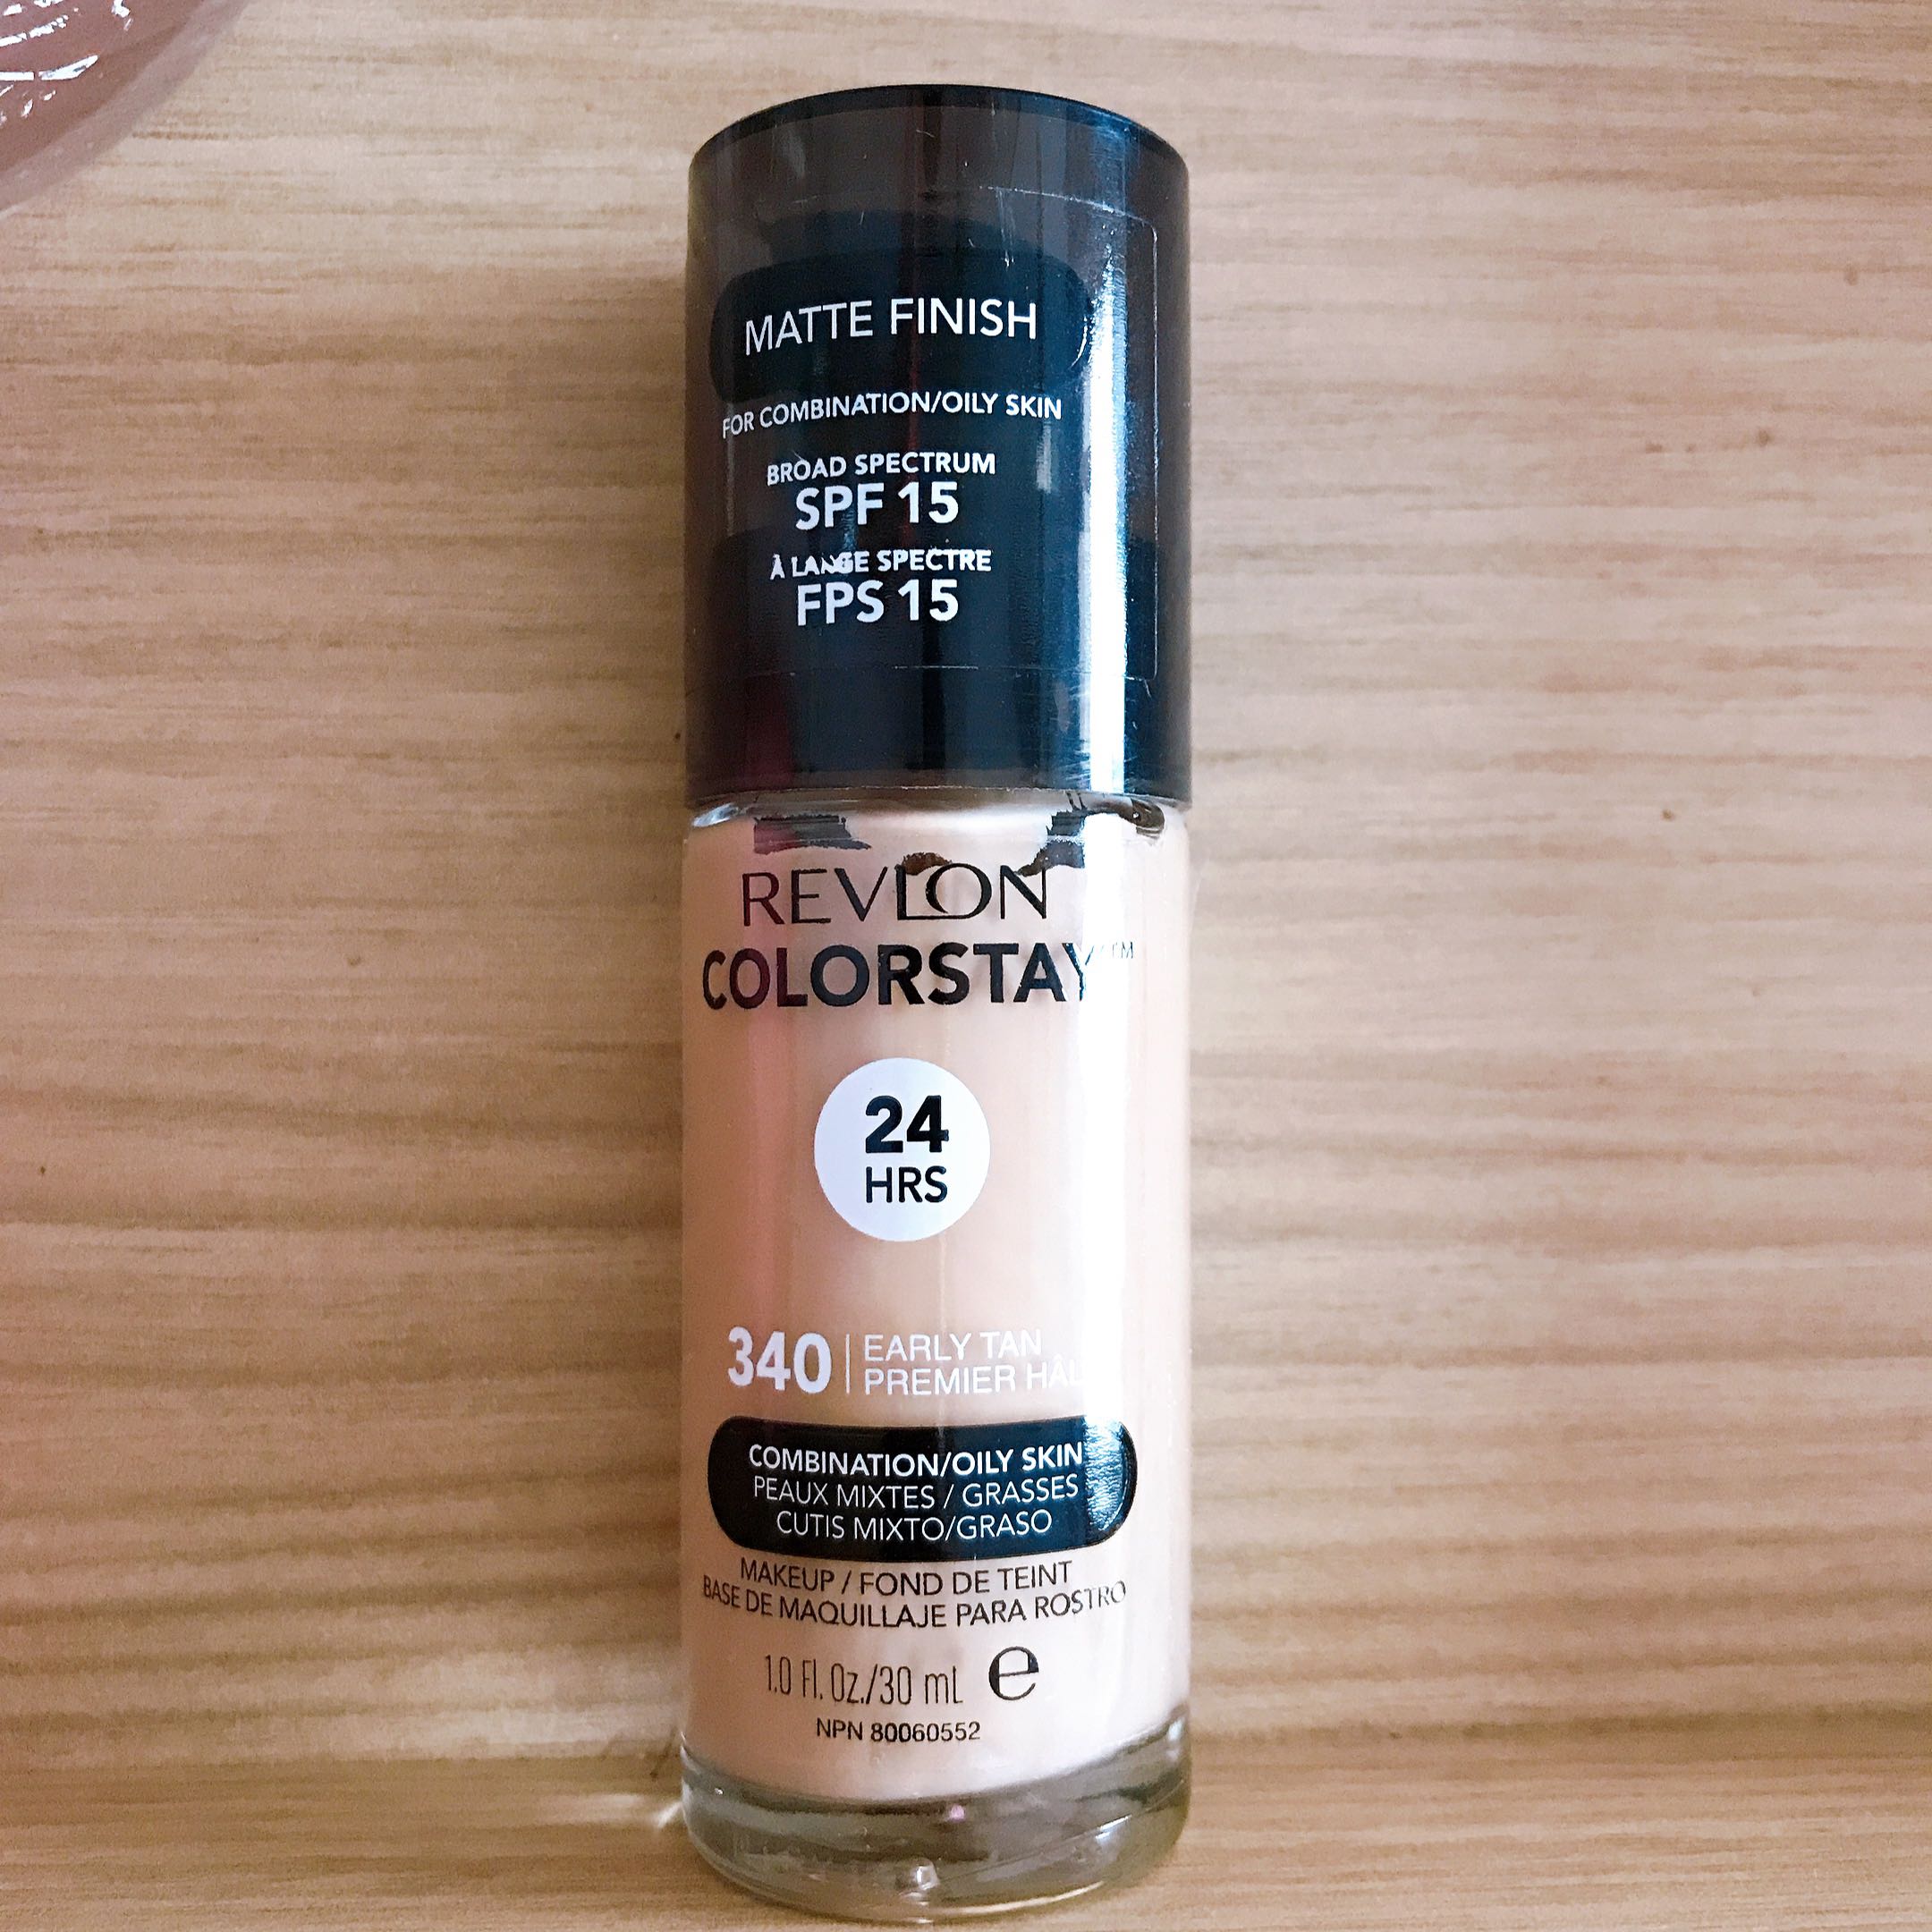 MATTE FINISH
FOR COMBINATION/OILY SKIN
BROAD SPECTRUM
SPF 15
À LARGE SPECTRE
FPS 15
REVLON
COLORSTAY™
24
HRS
340 | EARLY TAN
PREMIER
COMBINATION/OILY SKIN
PEAUX MIXTES / GRASSES
CUTIS MIXTO/GRASO
MAKEUP / FOND DE TEINT
BASE DE MAQUILLAJE PARA ROSTRO
1.0 Fl. Oz./30 mL e
NPN 80060552